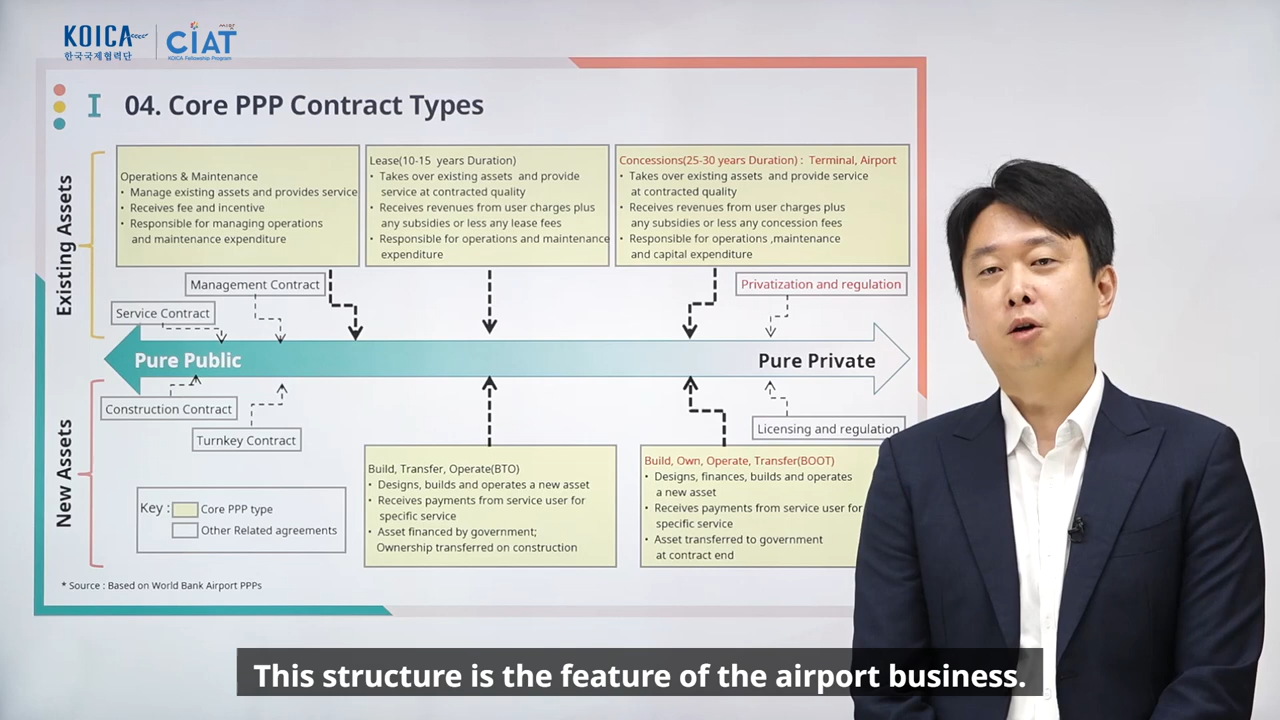 KOICA
한국국제협력단
CIAT
KOICA Fellowship Program
I 04. Core PPP Contract Types
Existing Assets
Operations & Maintenance
• Manage existing assets and provides service
• Receives fee and incentive
• Responsible for managing operations
and maintenance expenditure
Lease(10-15 years Duration)
• Takes over existing assets and provide
service at contracted quality
• Receives revenues from user charges plus
any subsidies or less any lease fees
• Responsible for operations and maintenance
expenditure
Concessions(25-30 years Duration) : Terminal, Airport
• Takes over existing assets and provide service
at contracted quality
• Receives revenues from user charges plus
any subsidies or less any concession fees
• Responsible for operations ,maintenance
and capital expenditure
Management Contract
Privatization and regulation
Service Contract
Pure Public
Pure Private
New Assets
Construction Contract
Turnkey Contract
Licensing and regulation
Build, Transfer, Operate(BTO)
• Designs, builds and operates a new asset
• Receives payments from service user for
specific service
• Asset financed by government;
Ownership transferred on construction
Build, Own, Operate, Transfer(BOOT)
• Designs, finances, builds and operates
a new asset
• Receives payments from service user for
specific service
• Asset transferred to government
at contract end
Key :
Core PPP type
Other Related agreements
* Source : Based on World Bank Airport PPPs
This structure is the feature of the airport business.